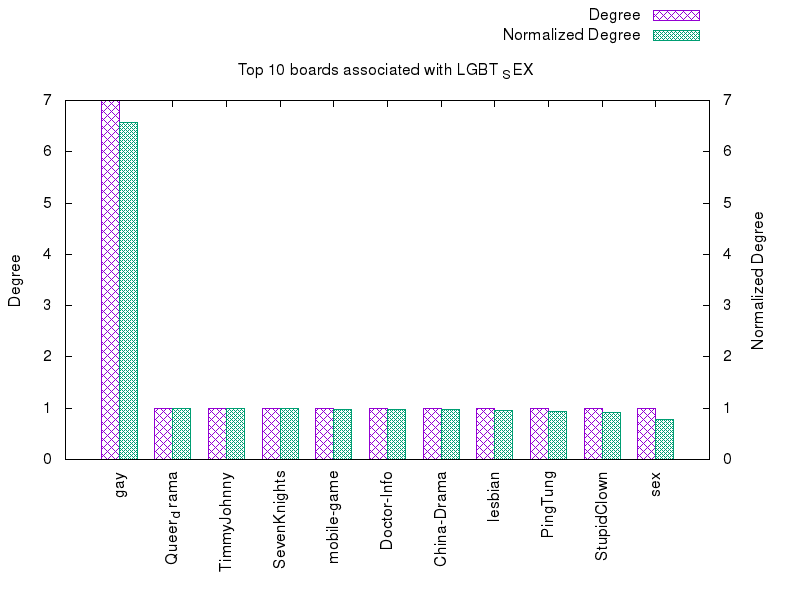 Degree
Normalized Degree
Top 10 boards associated with LGBT SEX
7 7
6 6
5 5
4 4
3 3
2 2
1 1
0 0
Degree
Normalized Degree
gay
Queerdrama
TimmyJohnny
SevenKnights
mobile-game
Doctor-Info
China-Drama
lesbian
PingTung
StupidClown
sex